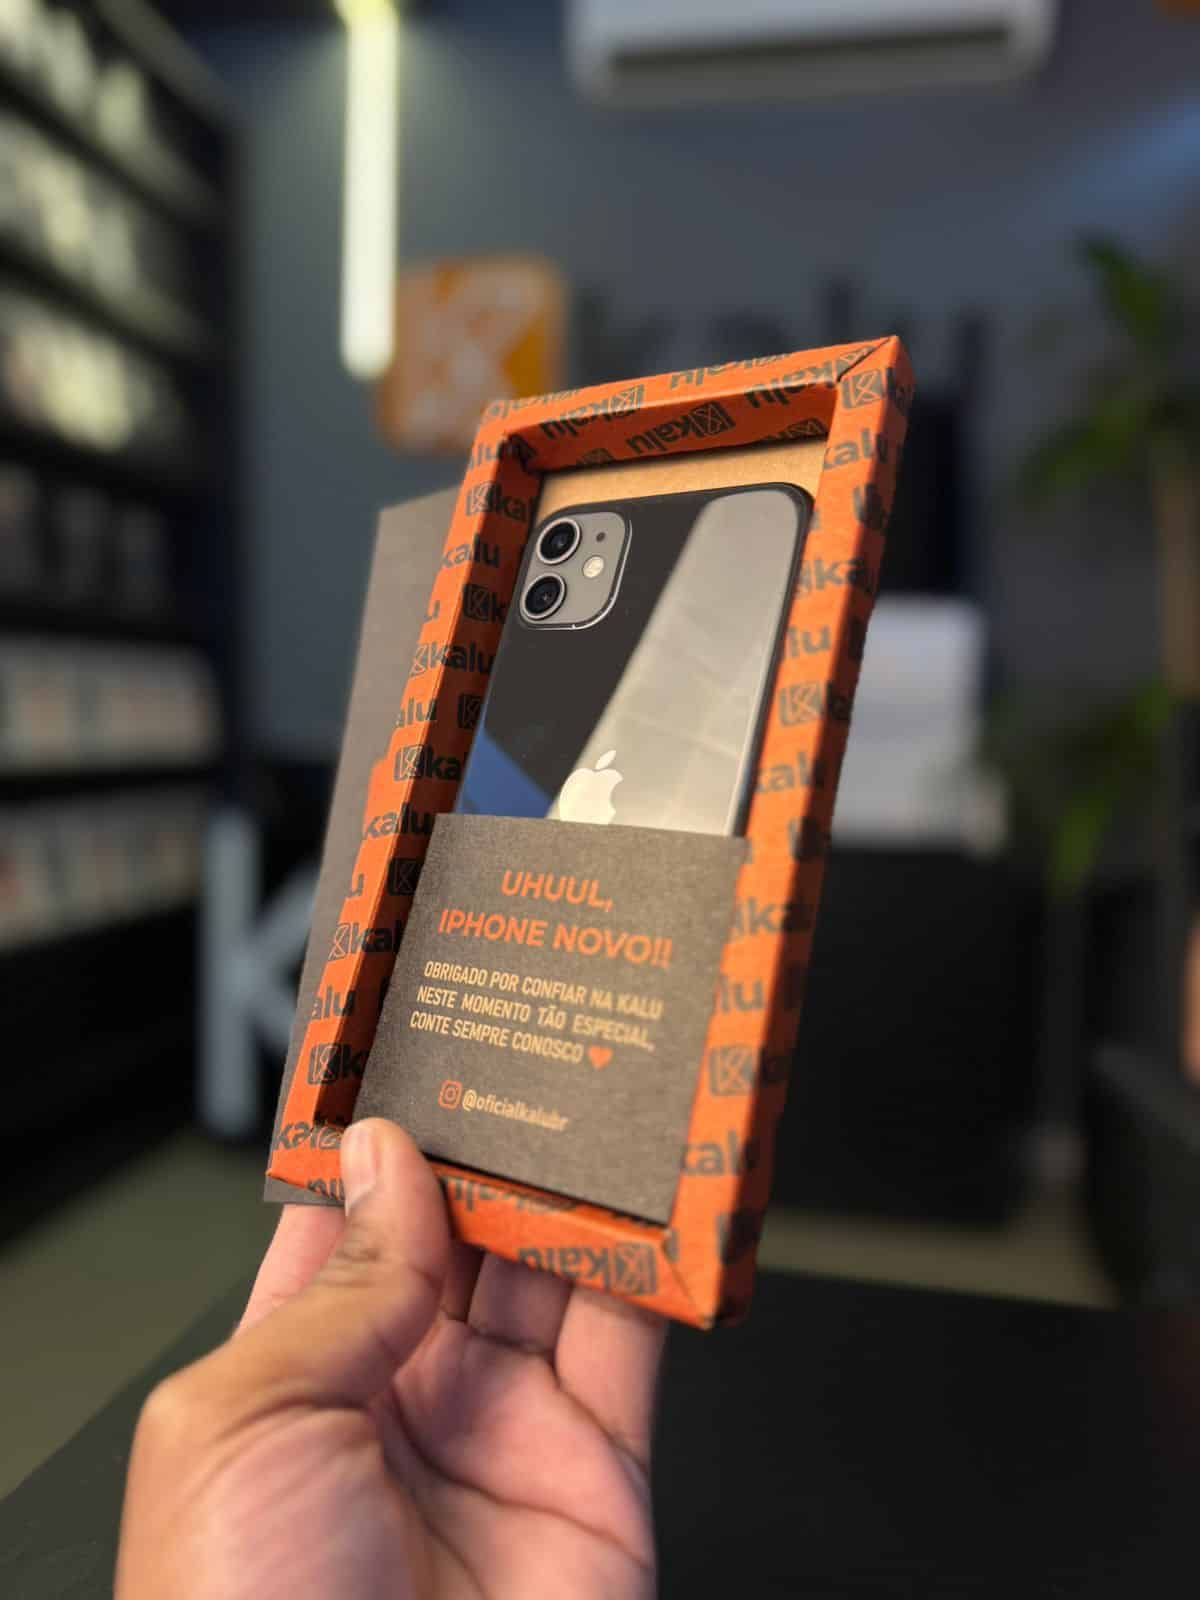 kalu
UHUUL,
IPHONE NOVO!!
OBRIGADO POR CONFIAR NA KALU
NESTE MOMENTO TÃO ESPECIAL,
CONTE SEMPRE CONOSCO ❤
@oficialkalubr